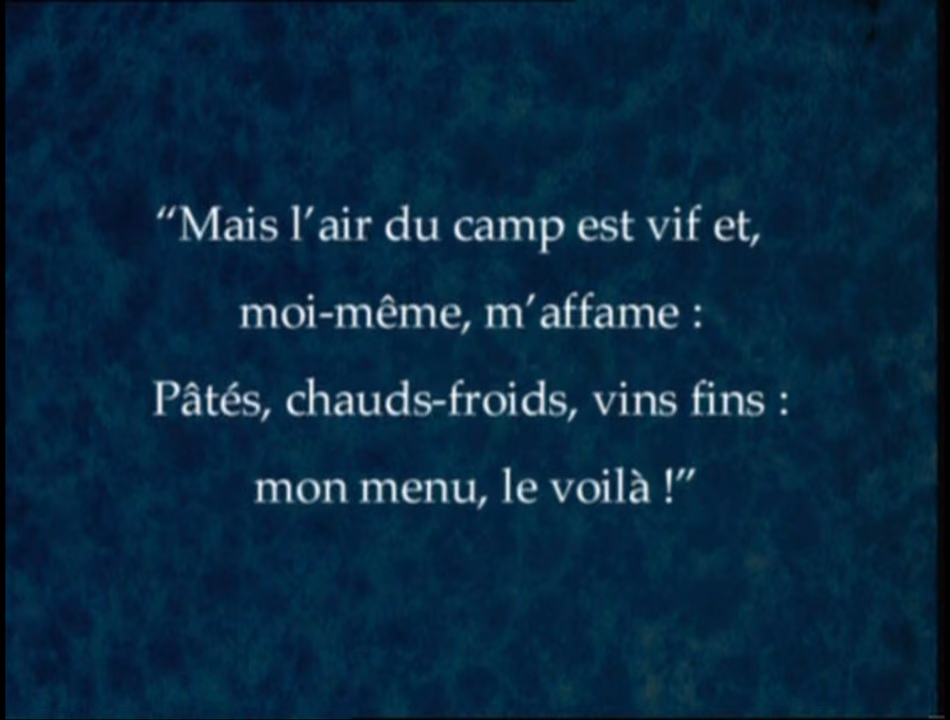 “Mais l’air du camp est vif et,
moi-même, m’affame :
Pâtés, chauds-froids, vins fins :
mon menu, le voilà !”